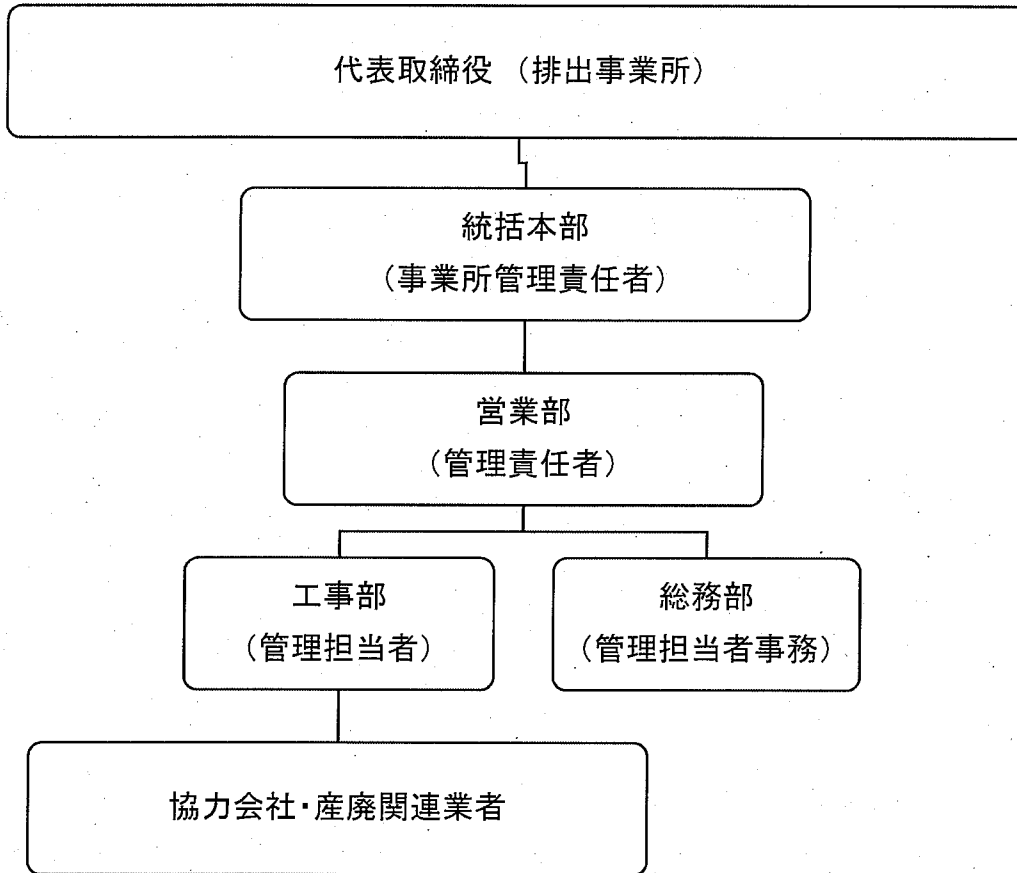 代表取締役 （排出事業所）
統括本部
（事業所管理責任者）
営業部
（管理責任者）
工事部
（管理担当者）
総務部
（管理担当者事務）
協力会社・産廃関連業者